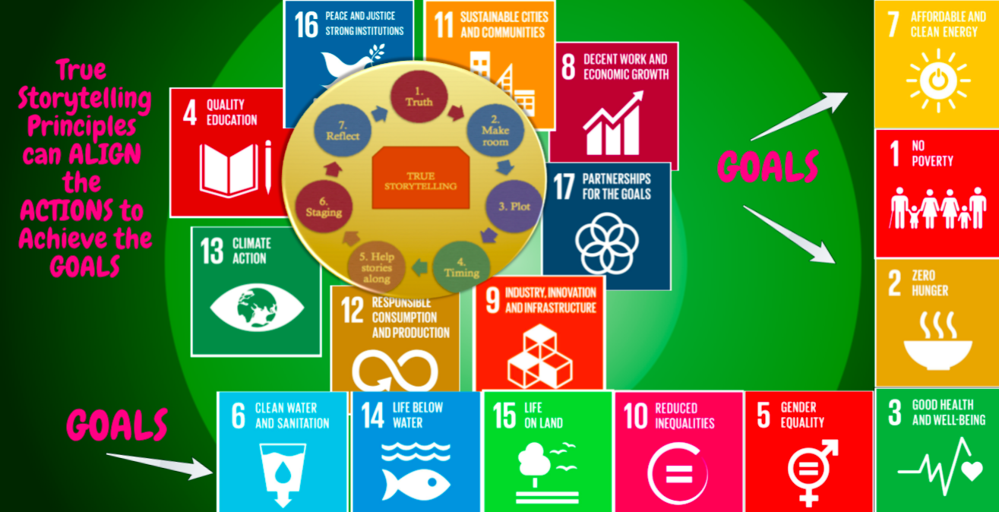 True
Storytelling
Principles
can ALIGN
the
ACTIONS to
Achieve the
GOALS
16 PEACE AND JUSTICE
STRONG INSTITUTIONS
11 SUSTAINABLE CITIES
AND COMMUNITIES
8 DECENT WORK AND
ECONOMIC GROWTH
4 QUALITY
EDUCATION
1.
Truth
2.
Make
room
3. Plot
4.
Timing
5. Help
stories
along
6.
Staging
7.
Reflect
TRUE
STORYTELLING
17 PARTNERSHIPS
FOR THE GOALS
13 CLIMATE
ACTION
12 RESPONSIBLE
CONSUMPTION
AND PRODUCTION
9 INDUSTRY, INNOVATION
AND INFRASTRUCTURE
GOALS
7 AFFORDABLE AND
CLEAN ENERGY
1 NO
POVERTY
2 ZERO
HUNGER
GOALS
6 CLEAN WATER
AND SANITATION
14 LIFE BELOW
WATER
15 LIFE
ON LAND
10 REDUCED
INEQUALITIES
5 GENDER
EQUALITY
3 GOOD HEALTH
AND WELL-BEING